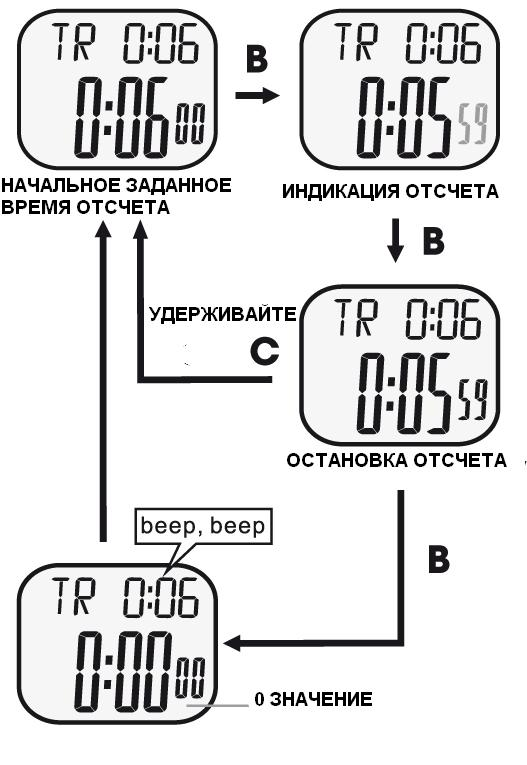 TR 0:06
0:06 00
B
TR 0:06
0:05 59
НАЧАЛЬНОЕ ЗАДАННОЕ
ВРЕМЯ ОТСЧЕТА
ИНДИКАЦИЯ ОТСЧЕТА
B
УДЕРЖИВАЙТЕ
C
TR 0:06
0:05 59
ОСТАНОВКА ОТСЧЕТА
B
beep, beep
TR 0:06
0:00 00
0 ЗНАЧЕНИЕ